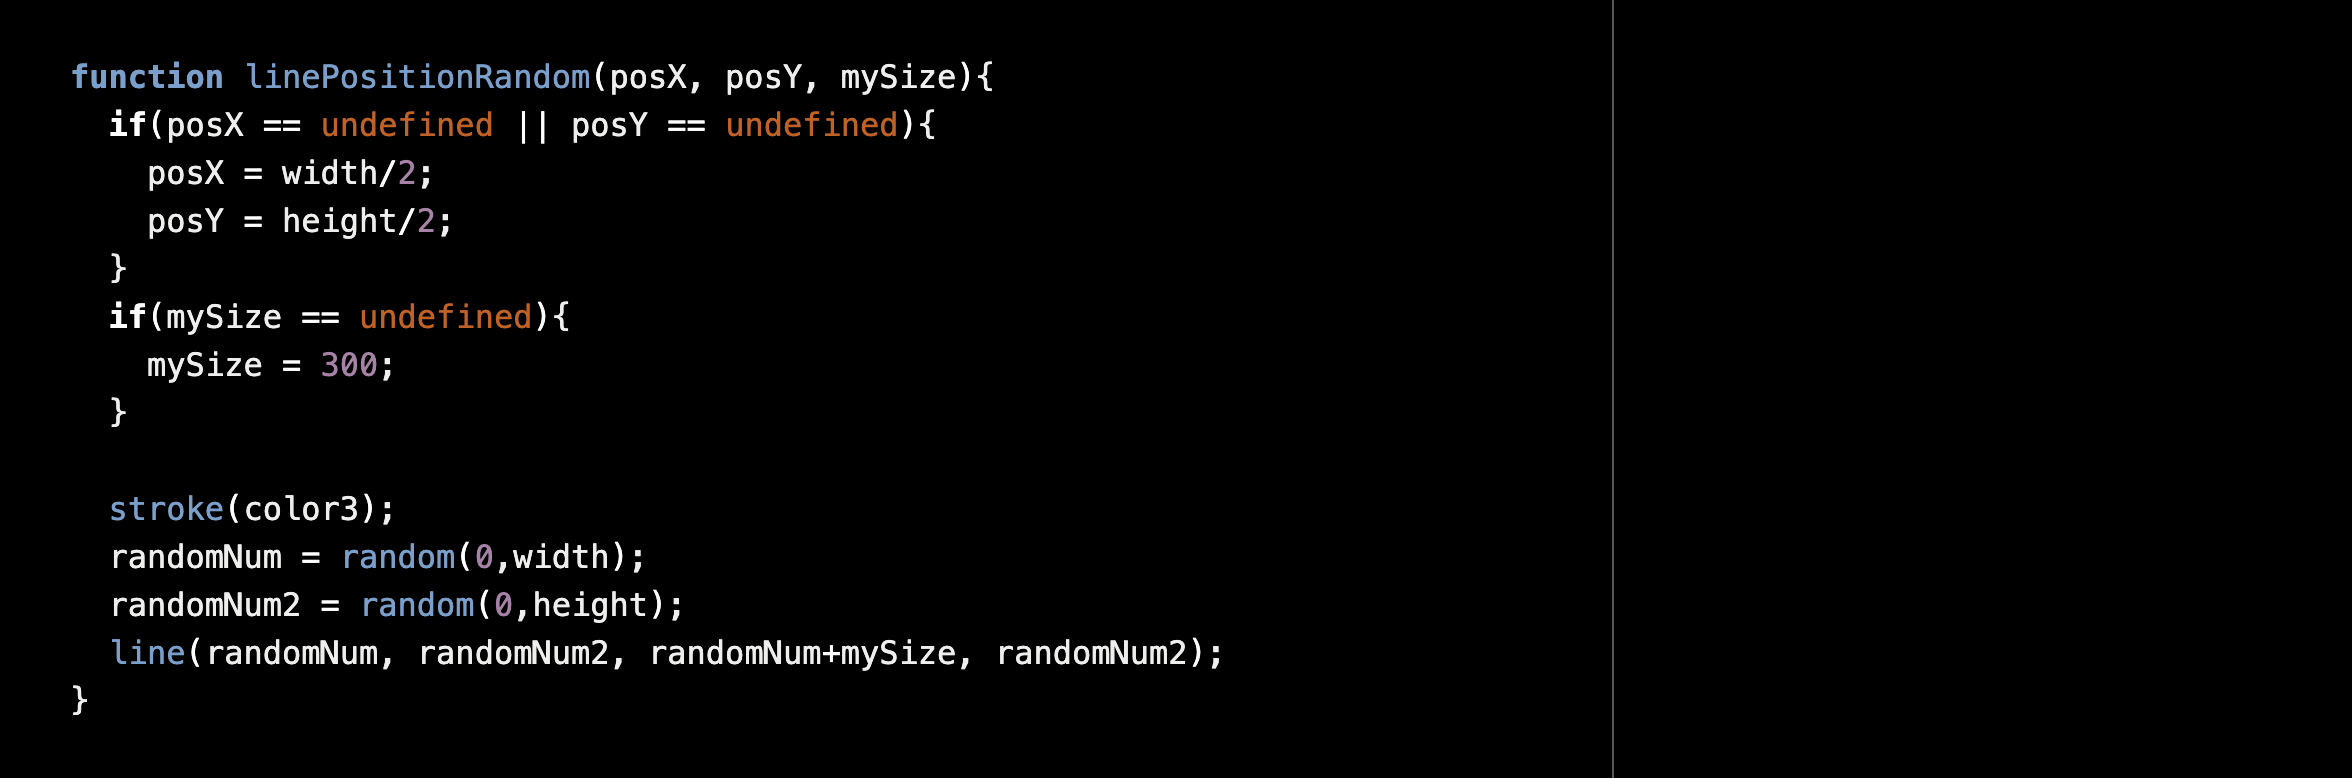 function linePositionRandom(posX, posY, mySize){
  if(posX == undefined || posY == undefined){
    posX = width/2;
    posY = height/2;
  }
  if(mySize == undefined){
    mySize = 300;
  }

  stroke(color3);
  randomNum = random(0,width);
  randomNum2 = random(0,height);
  line(randomNum, randomNum2, randomNum+mySize, randomNum2);
}